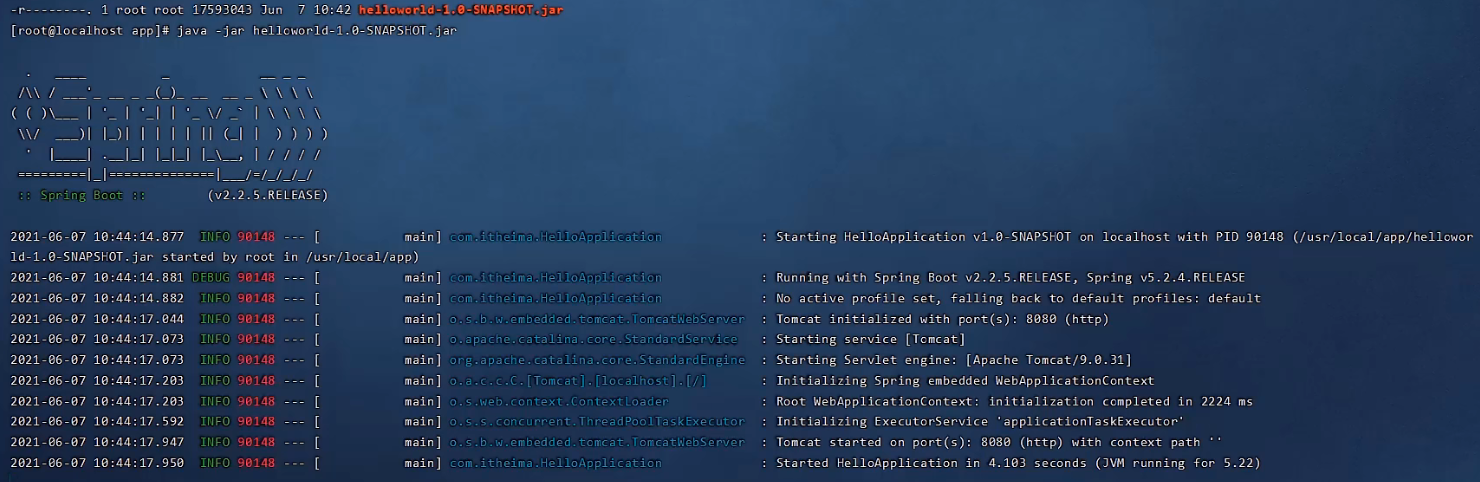 -r--------. 1 root root 17593043 Jun  7 10:42 helloworld-1.0-SNAPSHOT.jar
[root@localhost app]# java -jar helloworld-1.0-SNAPSHOT.jar
  .   ____          _            __ _ _
 /\\ / ___'_ __ _ _(_)_ __  __ _ \ \ \ \
( ( )\___ | '_ | '_| | '_ \/ _` | \ \ \ \
 \\/  ___)| |_)| | | | | || (_| |  ) ) ) )
  '  |____| .__|_| |_|_| |_\__, | / / / /
 =========|_|==============|___/=/_/_/_/
 :: Spring Boot ::        (v2.2.5.RELEASE)
2021-06-07 10:44:14.877  INFO 90148 --- [           main] com.itheima.HelloApplication             : Starting HelloApplication v1.0-SNAPSHOT on localhost with PID 90148 (/usr/local/app/hellowor
ld-1.0-SNAPSHOT.jar started by root in /usr/local/app)
2021-06-07 10:44:14.881 DEBUG 90148 --- [           main] com.itheima.HelloApplication             : Running with Spring Boot v2.2.5.RELEASE, Spring v5.2.4.RELEASE
2021-06-07 10:44:14.882  INFO 90148 --- [           main] com.itheima.HelloApplication             : No active profile set, falling back to default profiles: default
2021-06-07 10:44:17.044  INFO 90148 --- [           main] o.s.b.w.embedded.tomcat.TomcatWebServer  : Tomcat initialized with port(s): 8080 (http)
2021-06-07 10:44:17.073  INFO 90148 --- [           main] o.apache.catalina.core.StandardService   : Starting service [Tomcat]
2021-06-07 10:44:17.073  INFO 90148 --- [           main] org.apache.catalina.core.StandardEngine  : Starting Servlet engine: [Apache Tomcat/9.0.31]
2021-06-07 10:44:17.203  INFO 90148 --- [           main] o.a.c.c.C.[Tomcat].[localhost].[/]       : Initializing Spring embedded WebApplicationContext
2021-06-07 10:44:17.203  INFO 90148 --- [           main] o.s.web.context.ContextLoader            : Root WebApplicationContext: initialization completed in 2224 ms
2021-06-07 10:44:17.592  INFO 90148 --- [           main] o.s.s.concurrent.ThreadPoolTaskExecutor  : Initializing ExecutorService 'applicationTaskExecutor'
2021-06-07 10:44:17.947  INFO 90148 --- [           main] o.s.b.w.embedded.tomcat.TomcatWebServer  : Tomcat started on port(s): 8080 (http) with context path ''
2021-06-07 10:44:17.950  INFO 90148 --- [           main] com.itheima.HelloApplication             : Started HelloApplication in 4.103 seconds (JVM running for 5.22)